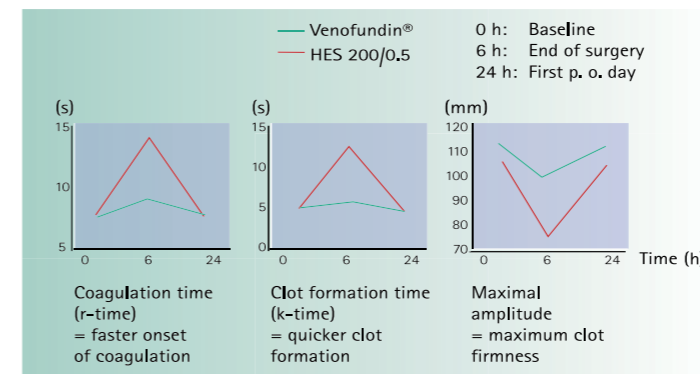 Venofundin®
HES 200/0.5
0 h: Baseline
6 h: End of surgery
24 h: First p. o. day
(s)
15
10
5
0 6 24
Coagulation time
(r-time)
= faster onset
of coagulation
(s)
15
10
5
0
0 6 24
Clot formation time
(k-time)
= quicker clot
formation
(mm)
120
110
100
90
80
70
0 6 24
Time (h)
Maximal
amplitude
= maximum clot
firmness